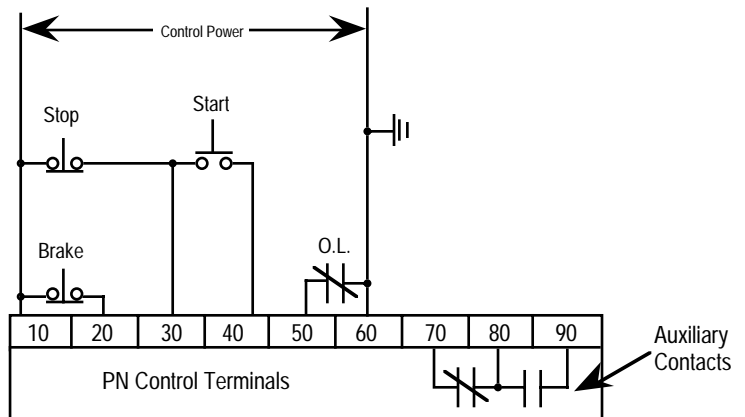 Control Power
Stop
Start
Brake
O.L.
10 20 30 40 50 60 70 80 90
PN Control Terminals
Auxiliary
Contacts